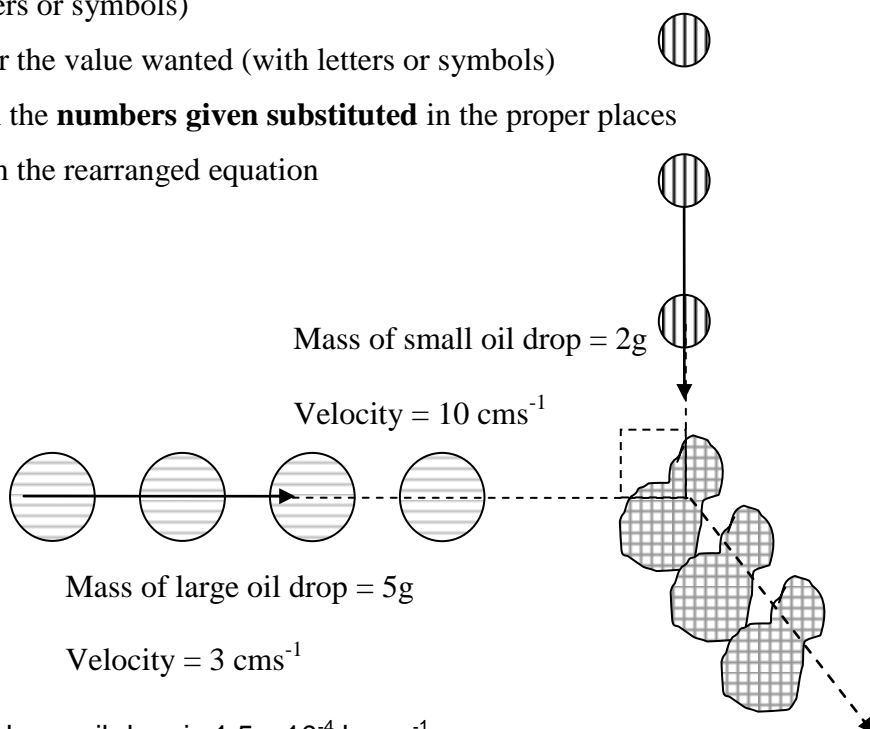 or symbols)
the value wanted (with letters or symbols)
the numbers given substituted in the proper places
the rearranged equation
Mass of small oil drop = 2g
Velocity = 10 cms⁻¹
Mass of large oil drop = 5g
Velocity = 3 cms⁻¹